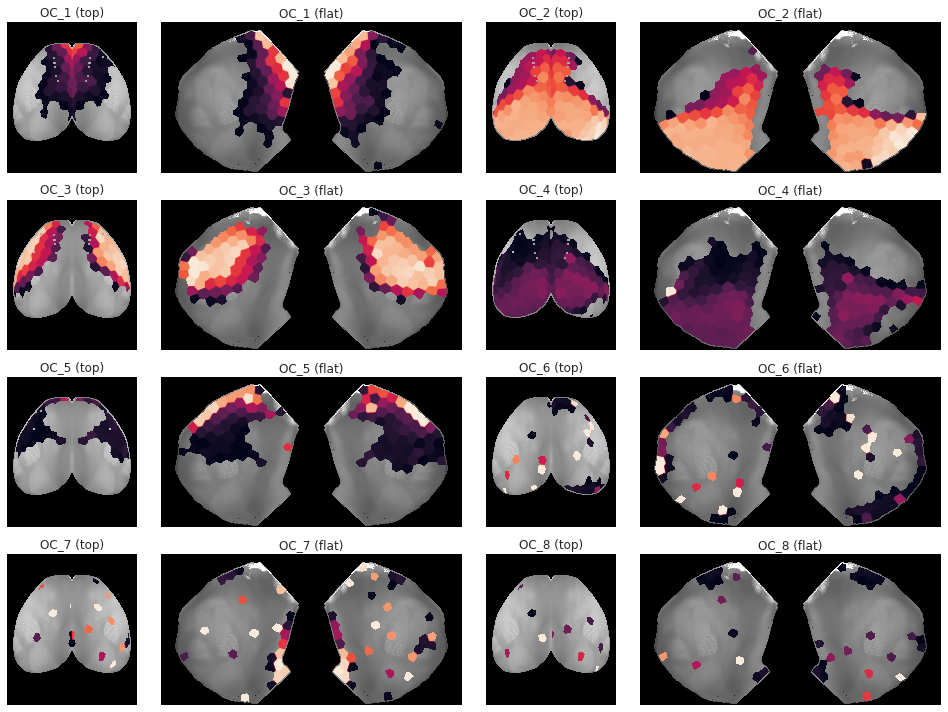 OC_1 (top)
OC_1 (flat)
OC_2 (top)
OC_2 (flat)
OC_3 (top)
OC_3 (flat)
OC_4 (top)
OC_4 (flat)
OC_5 (top)
OC_5 (flat)
OC_6 (top)
OC_6 (flat)
OC_7 (top)
OC_7 (flat)
OC_8 (top)
OC_8 (flat)